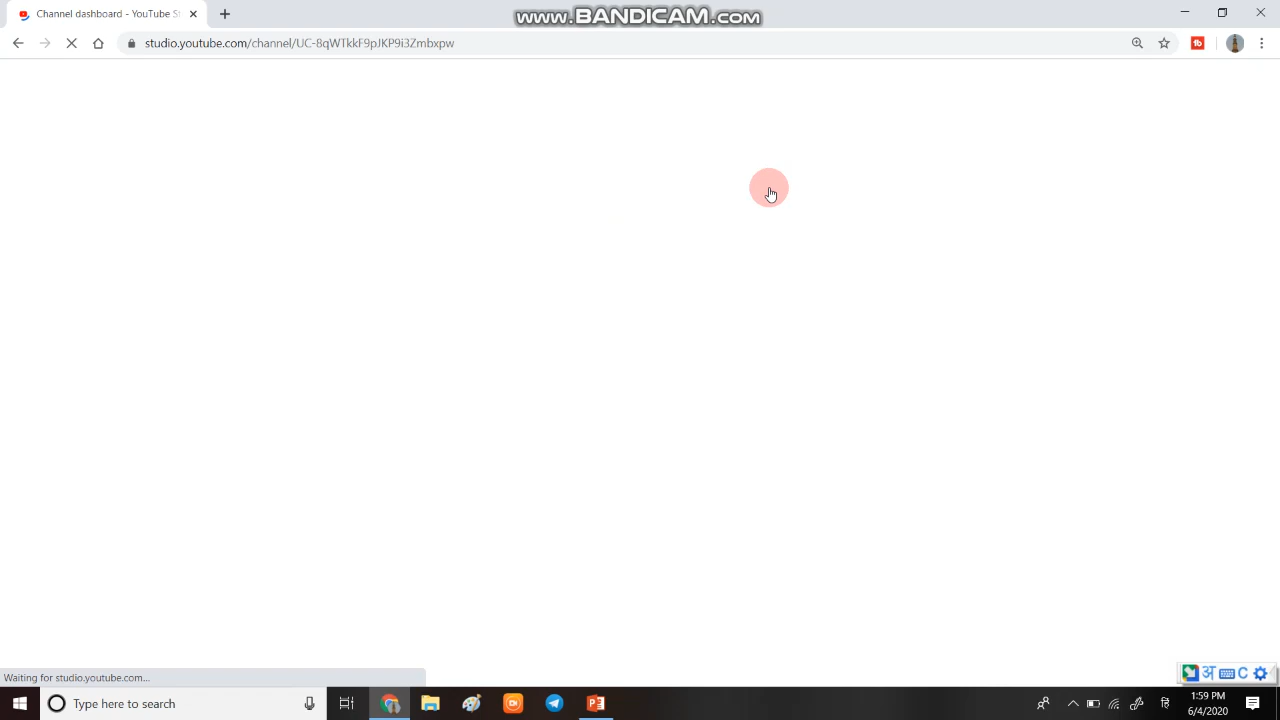 Channel dashboard - YouTube St
www.BANDICAM.com
studio.youtube.com/channel/UC-8qWTkkF9pJKP9i3Zmbxpw
Waiting for studio.youtube.com...
अ C
Type here to search
1:59 PM
6/4/2020